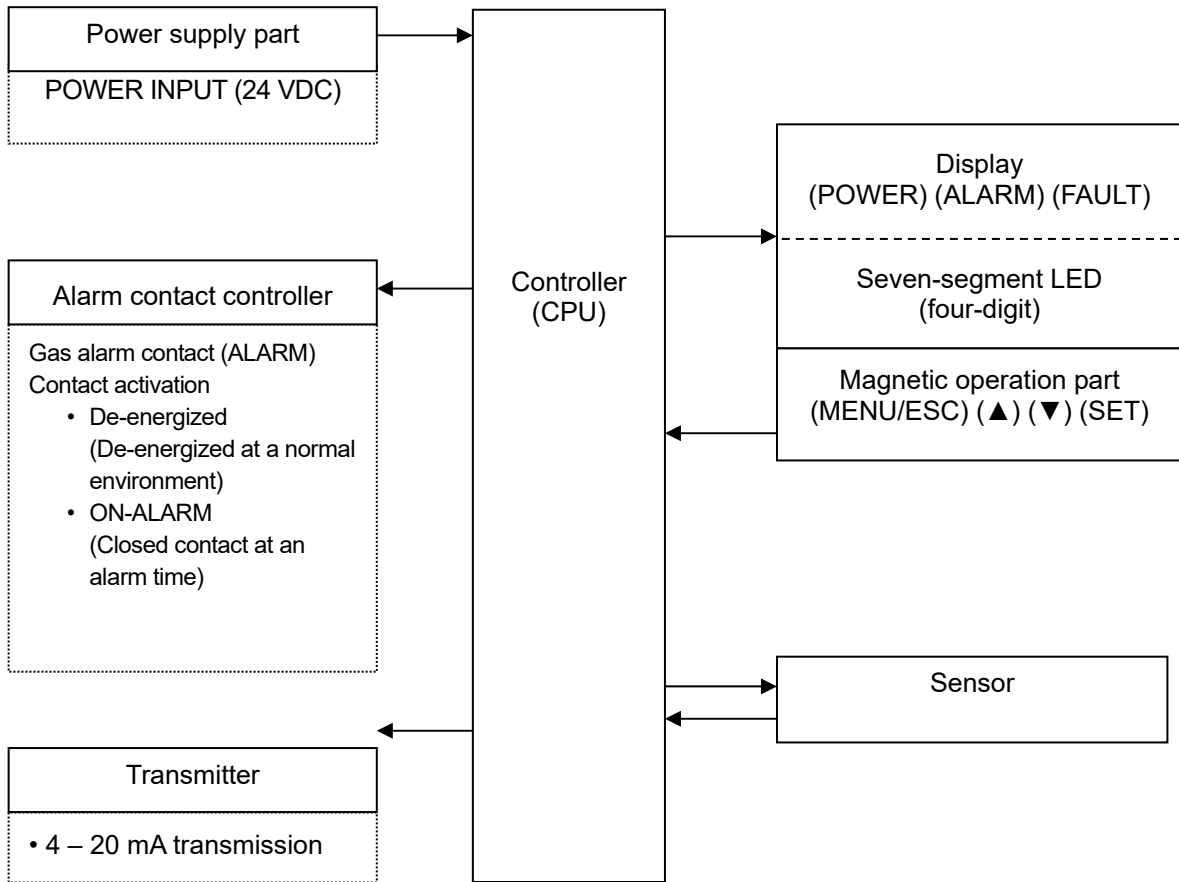 Power supply part
POWER INPUT (24 VDC)
Alarm contact controller
Gas alarm contact (ALARM)
Contact activation
• De-energized
(De-energized at a normal
environment)
• ON-ALARM
(Closed contact at an
alarm time)
Transmitter
• 4 – 20 mA transmission
Controller
(CPU)
Display
(POWER) (ALARM) (FAULT)
Seven-segment LED
(four-digit)
Magnetic operation part
(MENU/ESC) (▲) (▼) (SET)
Sensor